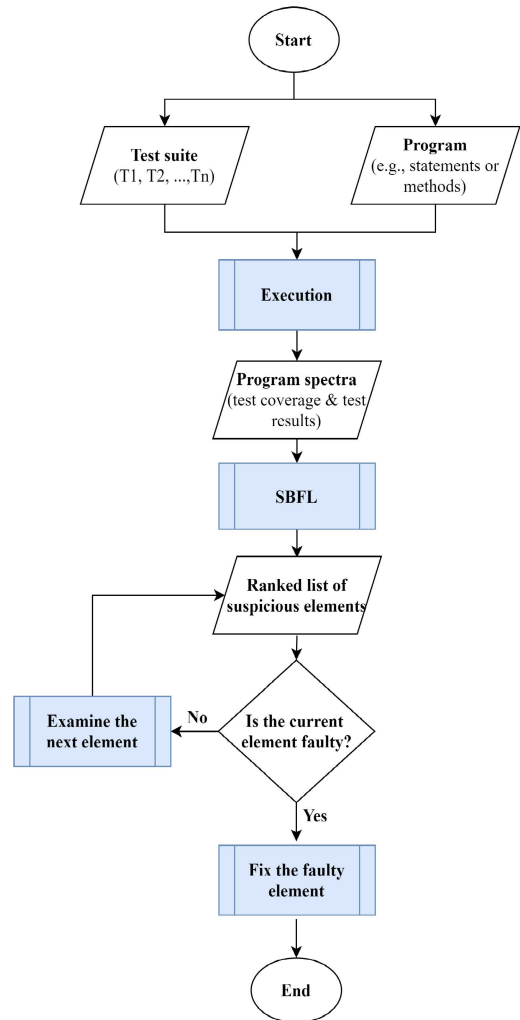 Start
Test suite
(T1, T2, ...,Tn)
Program
(e.g., statements or
methods)
Execution
Program spectra
(test coverage & test
results)
SBFL
Ranked list of
suspicious elements
Is the current
element faulty?
No
Examine the
next element
Yes
Fix the faulty
element
End